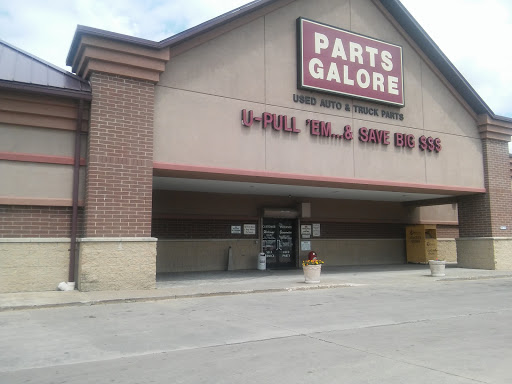 PARTS
GALORE
USED AUTO & TRUCK PARTS
U-PULL 'EM...& SAVE BIG $$$